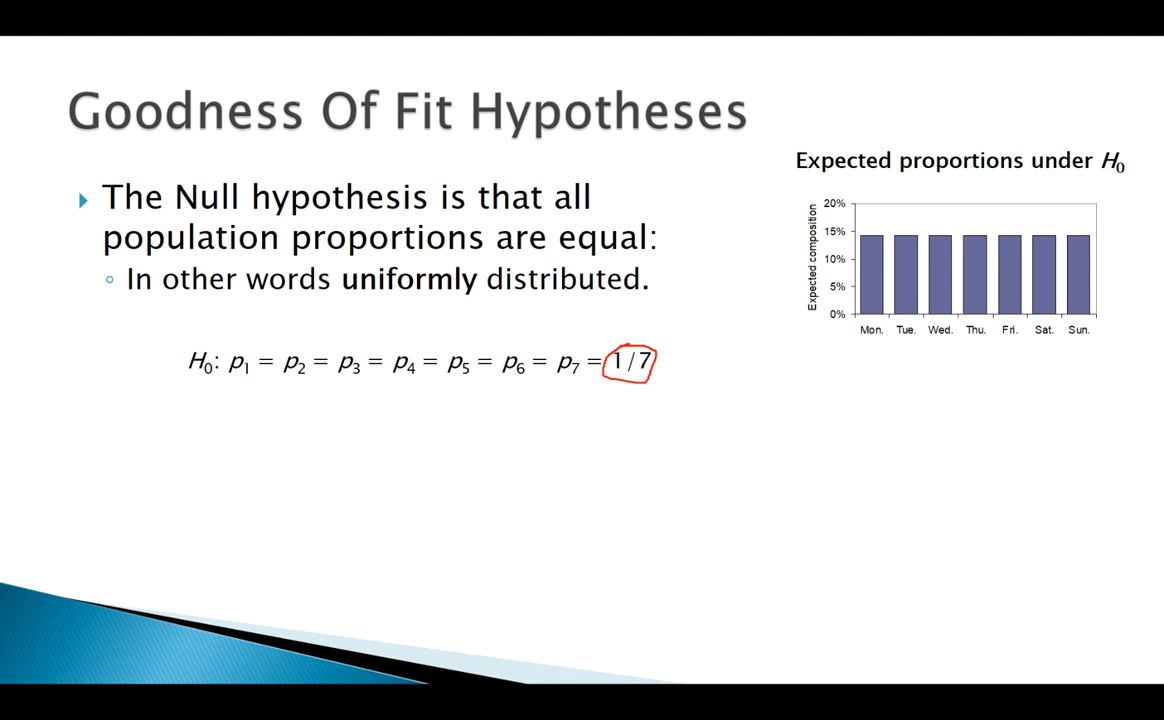 Goodness Of Fit Hypotheses
The Null hypothesis is that all
population proportions are equal:
In other words uniformly distributed.
H₀: p₁ = p₂ = p₃ = p₄ = p₅ = p₆ = p₇ = 1/7
Expected proportions under H₀
Expected composition
20%
15%
10%
5%
0%
Mon. Tue. Wed. Thu. Fri. Sat. Sun.